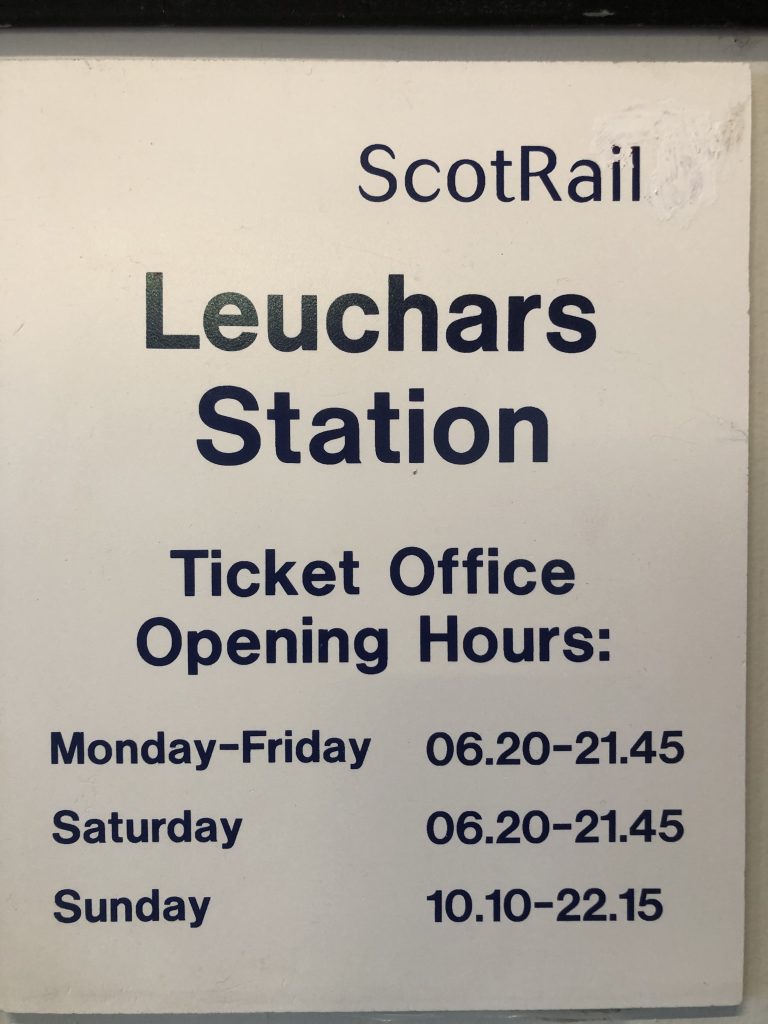 ScotRail
Leuchars
Station
Ticket Office
Opening Hours:
Monday-Friday 06.20-21.45
Saturday 06.20-21.45
Sunday 10.10-22.15